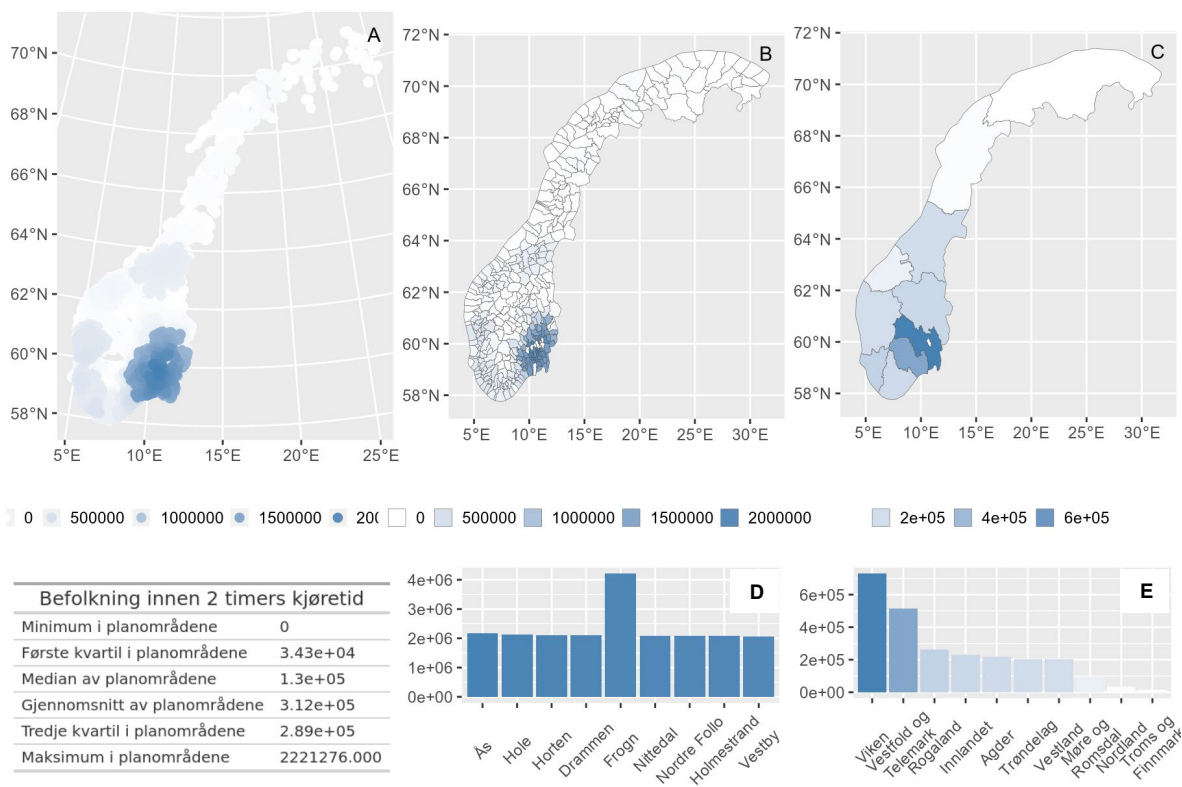 A
70°N
68°N
66°N
64°N
62°N
60°N
58°N
5°E 10°E 15°E 20°E 25°E
B
72°N
70°N
68°N
66°N
64°N
62°N
60°N
58°N
5°E 10°E 15°E 20°E 25°E 30°E
C
72°N
70°N
68°N
66°N
64°N
62°N
60°N
58°N
5°E 10°E 15°E 20°E 25°E 30°E
0 500000 1000000 1500000 200
0 500000 1000000 1500000 2000000
2e+05 4e+05 6e+05
Befolkning innen 2 timers kjøretid
Minimum i planområdene 0
Første kvartil i planområdene 3.43e+04
Median av planområdene 1.3e+05
Gjennomsnitt av planområdene 3.12e+05
Tredje kvartil i planområdene 2.89e+05
Maksimum i planområdene 2221276.000
D
4e+06
3e+06
2e+06
1e+06
0e+00
Ås
Hole
Horten
Drammen
Frogn
Nittedal
Nordre Follo
Holmestrand
Vestby
E
6e+05
4e+05
2e+05
0e+00
Viken
Vestfold og
Telemark
Rogaland
Innlandet
Agder
Trøndelag
Vestland
Møre og
Romsdal
Nordland
Troms og
Finnmark